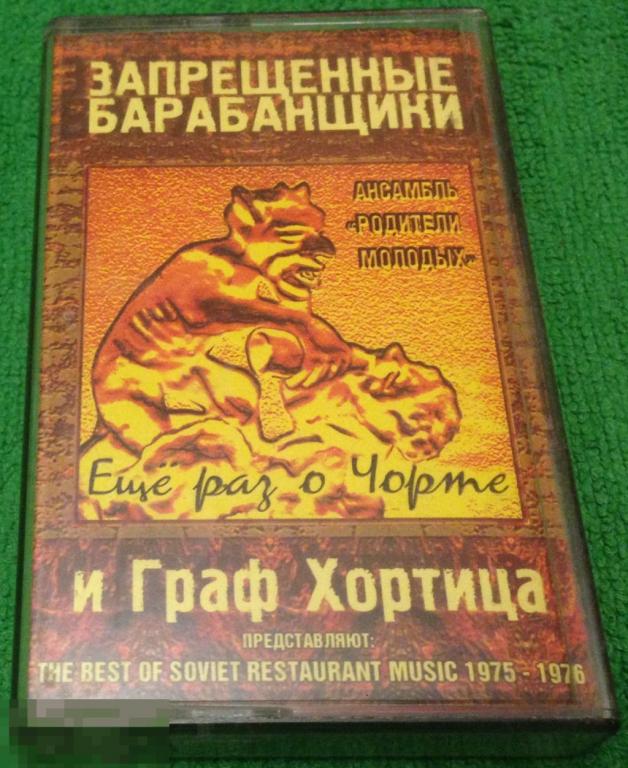 ЗАПРЕЩЕННЫЕ
БАРАБАНЩИКИ
АНСАМБЛЬ
«РОДИТЕЛИ
МОЛОДЫХ»
Ещё раз о Чорте
и Граф Хортица
ПРЕДСТАВЛЯЮТ:
THE BEST OF SOVIET RESTAURANT MUSIC 1975 - 1976